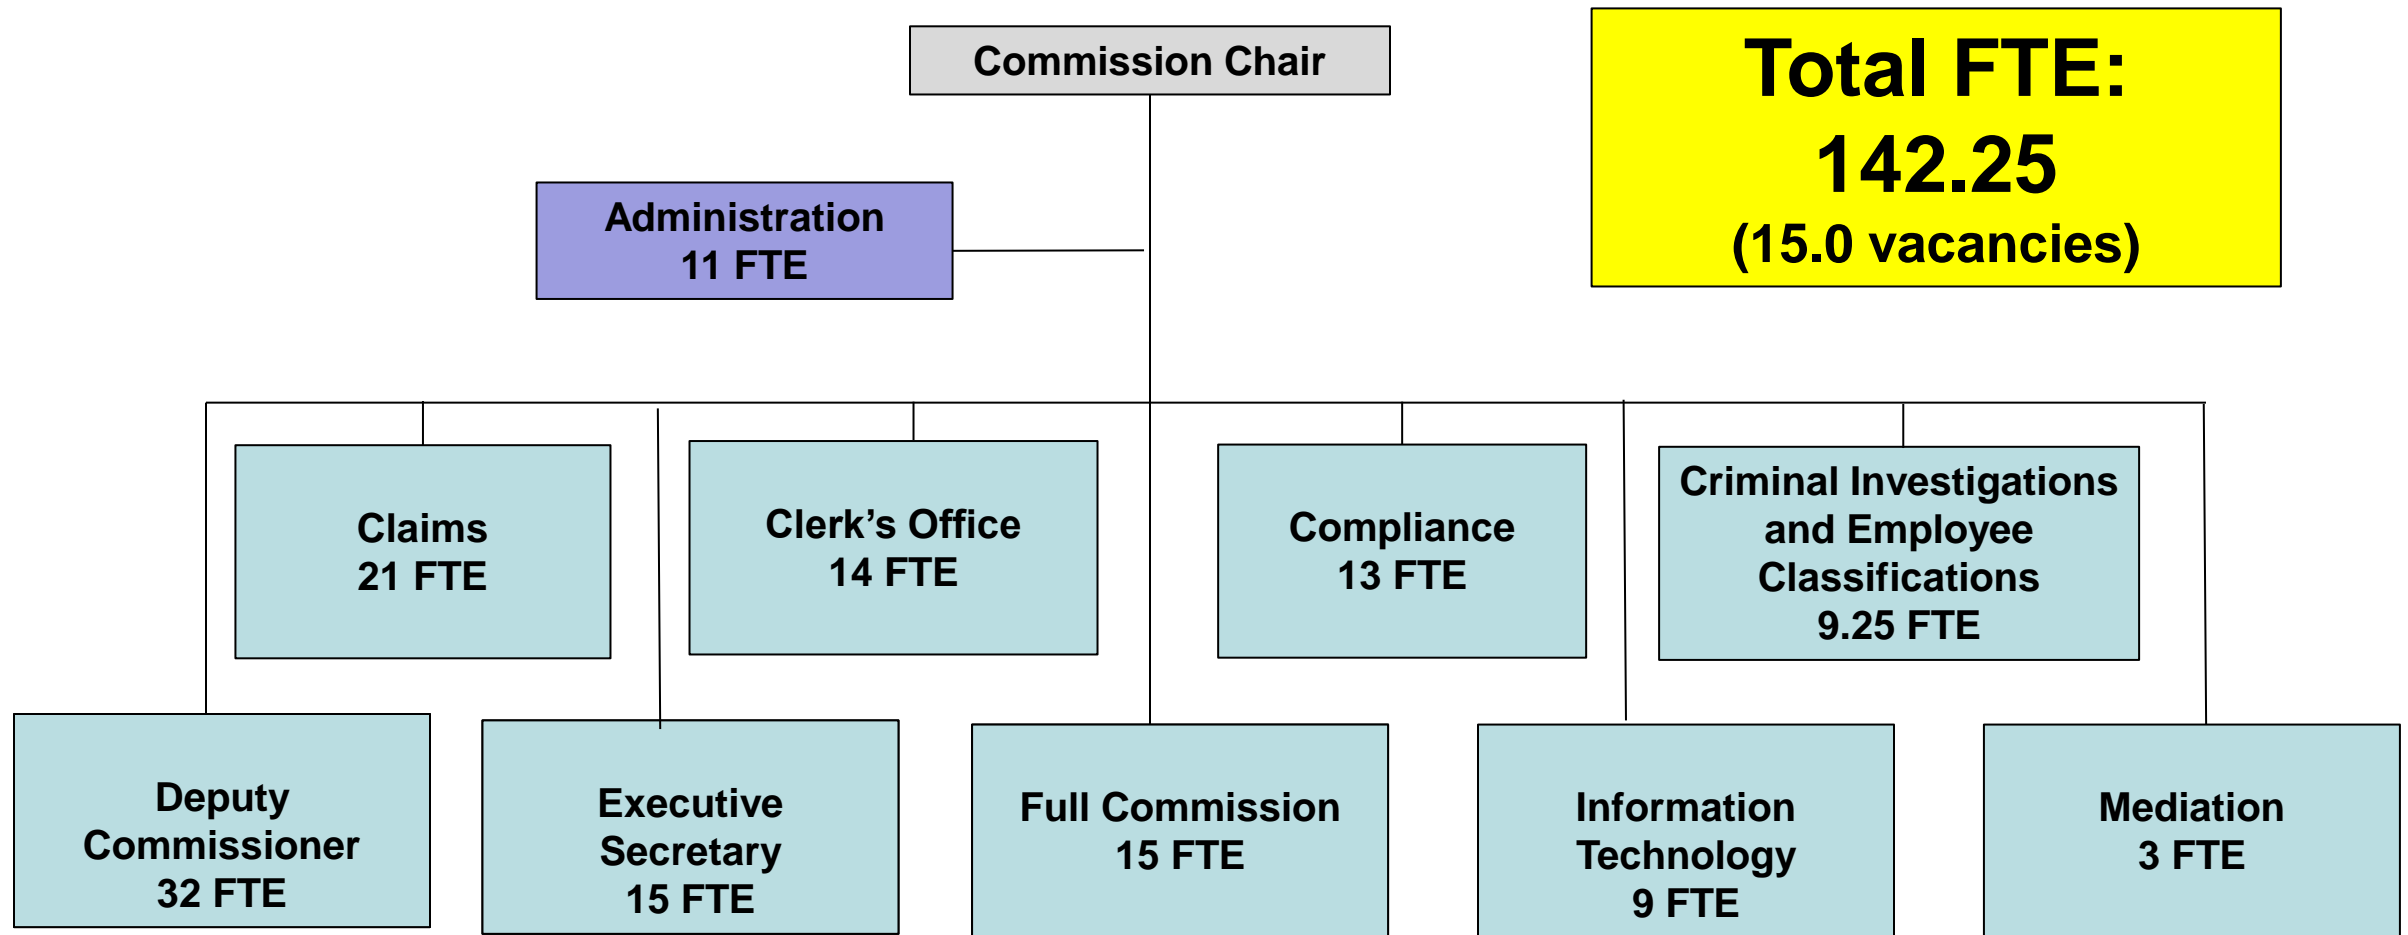 Commission Chair
Total FTE:
142.25
(15.0 vacancies)
Administration
11 FTE
Claims
21 FTE
Clerk’s Office
14 FTE
Compliance
13 FTE
Criminal Investigations
and Employee
Classifications
9.25 FTE
Deputy
Commissioner
32 FTE
Executive
Secretary
15 FTE
Full Commission
15 FTE
Information
Technology
9 FTE
Mediation
3 FTE